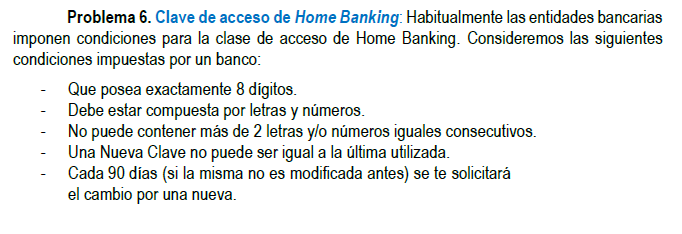 Problema 6. Clave de acceso de Home Banking: Habitualmente las entidades bancarias
imponen condiciones para la clase de acceso de Home Banking. Consideremos las siguientes
condiciones impuestas por un banco:
- Que posea exactamente 8 dígitos.
- Debe estar compuesta por letras y números.
- No puede contener más de 2 letras y/o números iguales consecutivos.
- Una Nueva Clave no puede ser igual a la última utilizada.
- Cada 90 días (si la misma no es modificada antes) se te solicitará
el cambio por una nueva.